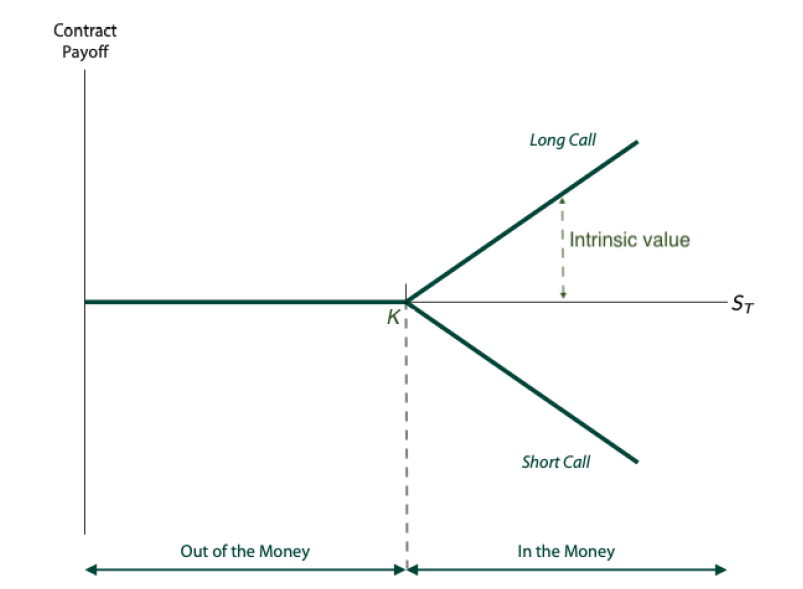 Contract
Payoff
Long Call
Intrinsic value
K
S_T
Short Call
Out of the Money
In the Money